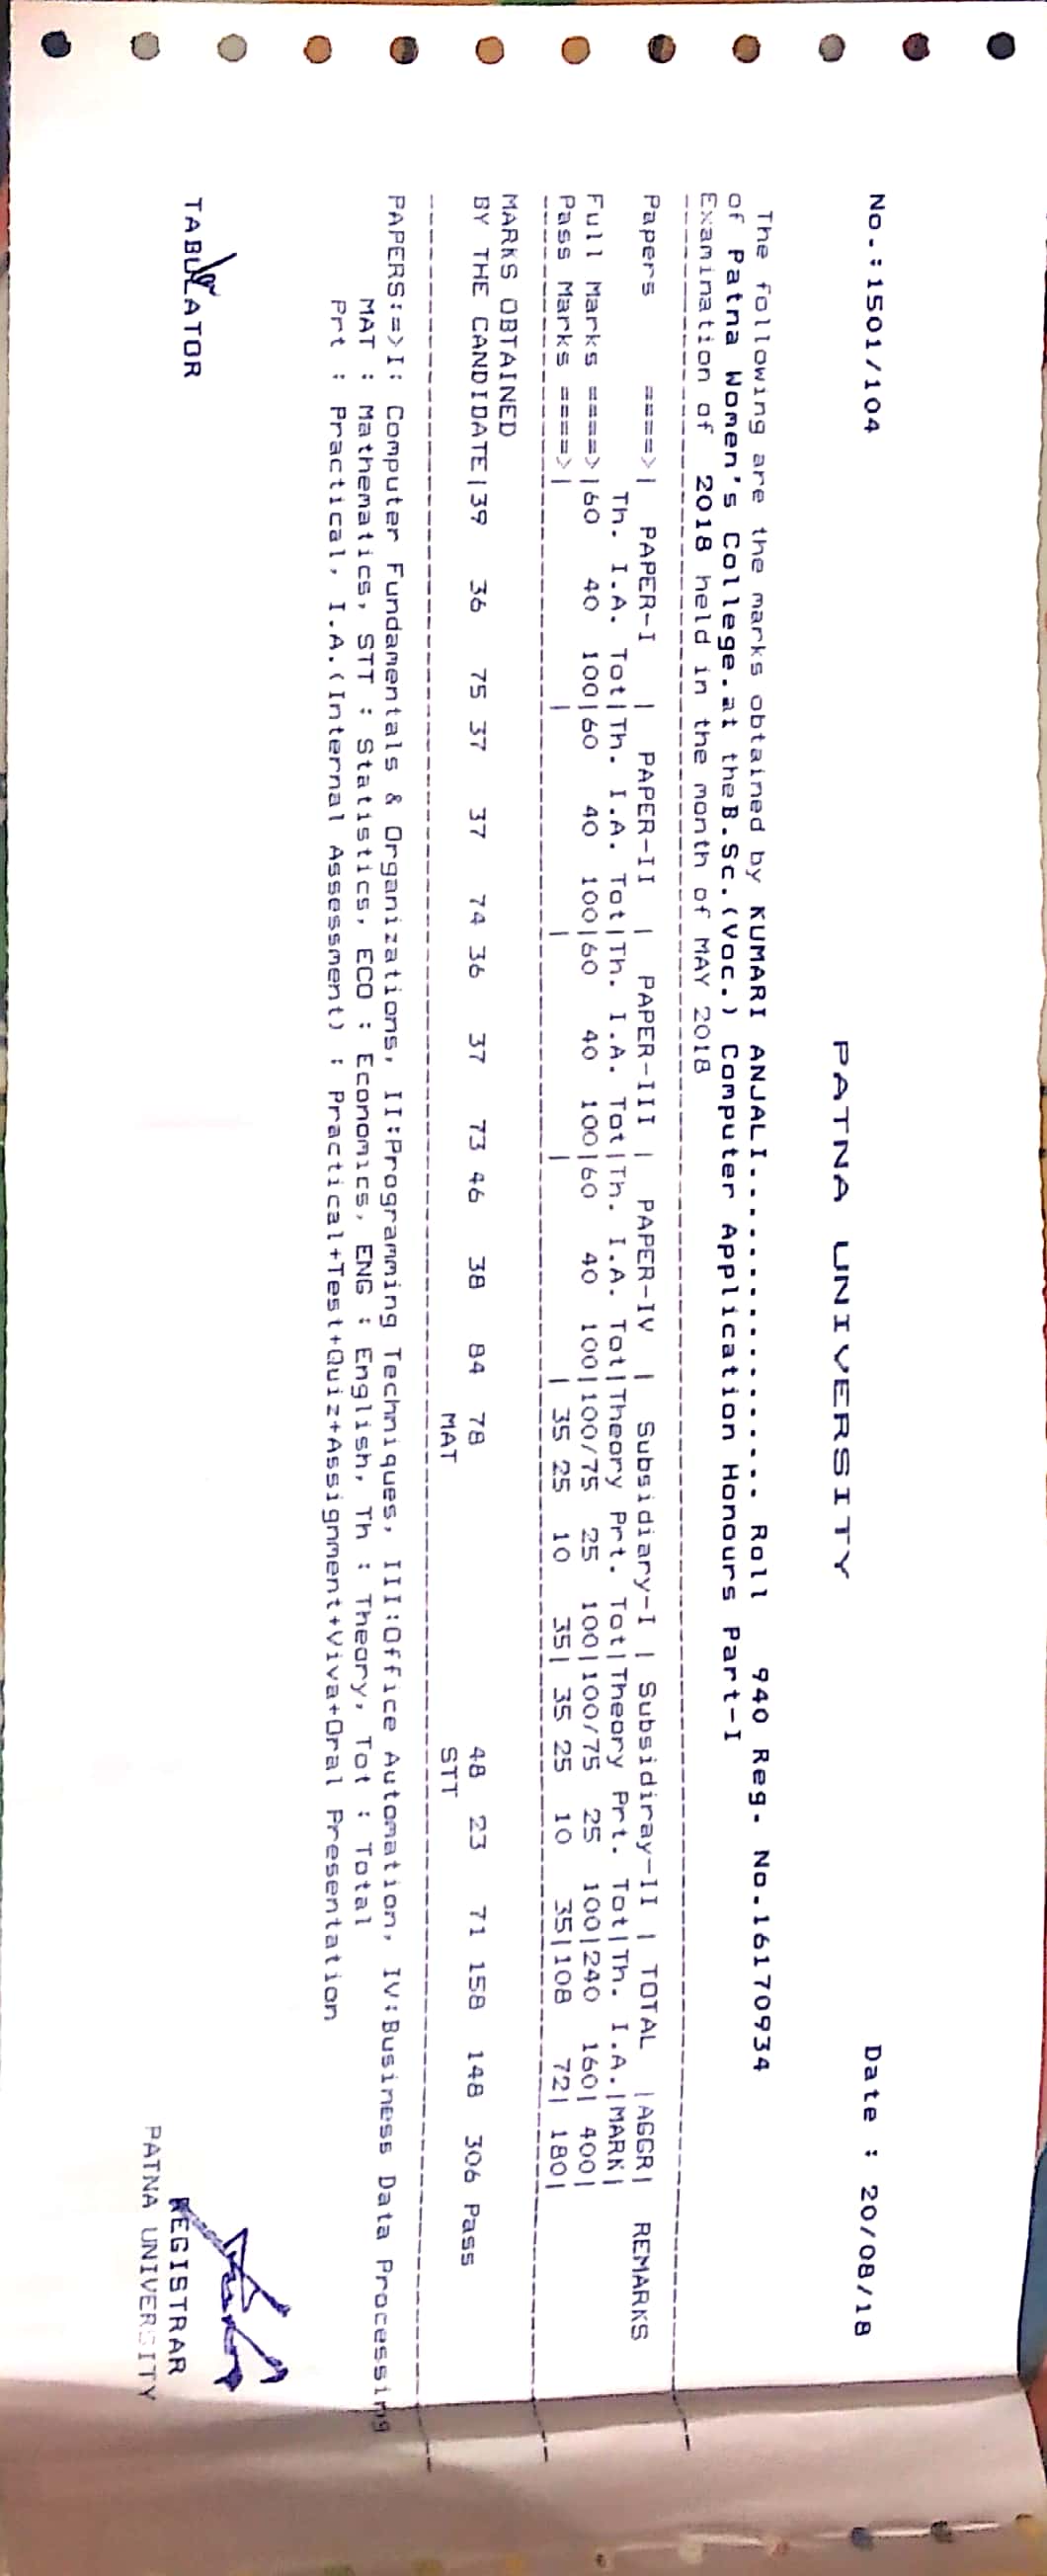 No.:1501/104 Date : 20/08/18
PATNA UNIVERSITY
The following are the marks obtained by KUMARI ANJALI................ Roll 940 Reg. No.16170934
of Patna Women's College.at theB.Sc.(Voc.) Computer Application Honours Part-I
Examination of 2018 held in the month of MAY 2018
Papers ====>| PAPER-I | PAPER-II | PAPER-III | PAPER-IV | Subsidiary-I | Subsidiray-II | TOTAL |AGGR| REMARKS
Th. I.A. Tot|Th. I.A. Tot|Th. I.A. Tot|Th. I.A. Tot|Theory Prt. Tot|Theory Prt. Tot|Th. I.A.|MARK|
Full Marks ====>|60 40 100|60 40 100|60 40 100|60 40 100|100/75 25 100|100/75 25 100|240 160| 400|
Pass Marks ====>| | | | | 35 25 10 35| 35 25 10 35|108 72| 180|
MARKS OBTAINED
BY THE CANDIDATE|39 36 75 37 37 74 36 37 73 46 38 84 78 48 23 71 158 148 306 Pass
MAT STT
PAPERS:=>I: Computer Fundamentals & Organizations, II:Programming Techniques, III:Office Automation, IV:Business Data Processing
MAT : Mathematics, STT : Statistics, ECO : Economics, ENG : English, Th : Theory, Tot : Total
Prt : Practical, I.A.(Internal Assessment) : Practical+Test+Quiz+Assignment+Viva+Oral Presentation
TABULATOR REGISTRAR
PATNA UNIVERSITY